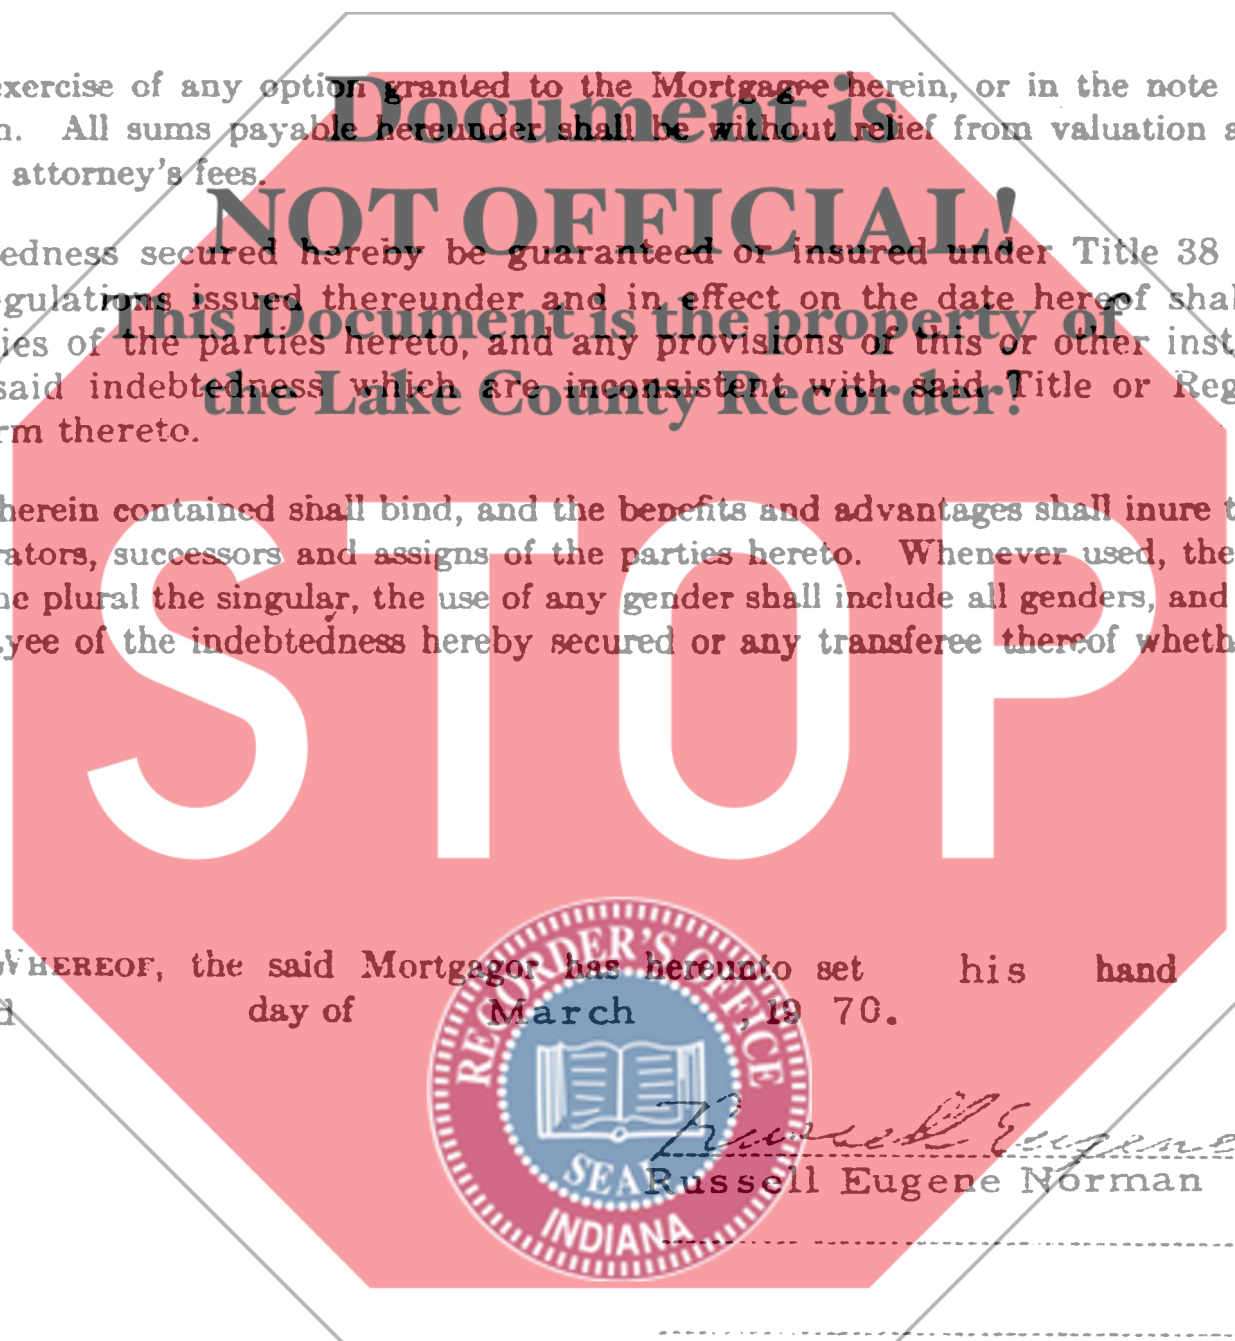 exercise of any option granted to the Mortgagee herein, or in the note
n. All sums payable hereunder shall be without relief from valuation a
attorney's fees.
Document is
NOT OFFICIAL!
This Document is the property of
the Lake County Recorder!
edness secured hereby be guaranteed or insured under Title 38
egulations issued thereunder and in effect on the date hereof shal
ies of the parties hereto, and any provisions of this or other inst
said indebtedness which are inconsistent with said Title or Reg
rm thereto.
herein contained shall bind, and the benefits and advantages shall inure t
rators, successors and assigns of the parties hereto. Whenever used, the
he plural the singular, the use of any gender shall include all genders, and
yee of the indebtedness hereby secured or any transferee thereof wheth
STOP
WHEREOF, the said Mortgagor has hereunto set his hand
d day of March , 19 70.
RECORDER'S OFFICE
SEAL
INDIANA
Russell Eugene
Russell Eugene Norman